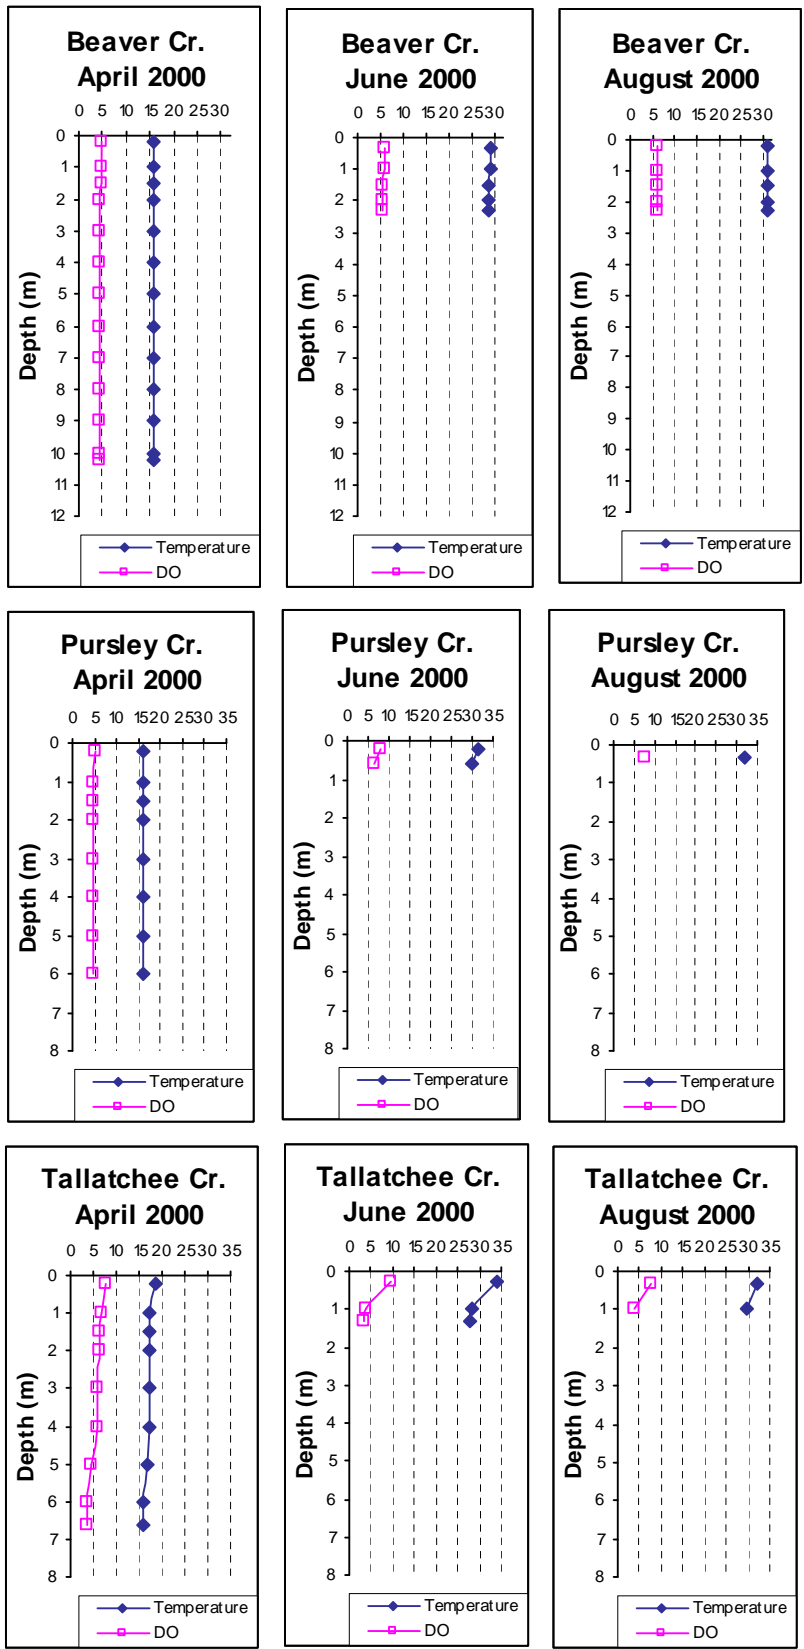 Beaver Cr.
April 2000
0 5 10 15 20 25 30
0
1
2
3
4
5
6
7
8
9
10
11
12
Depth (m)
Temperature
DO
Beaver Cr.
June 2000
0 5 10 15 20 25 30
0
1
2
3
4
5
6
7
8
9
10
11
12
Depth (m)
Temperature
DO
Beaver Cr.
August 2000
0 5 10 15 20 25 30
0
1
2
3
4
5
6
7
8
9
10
11
12
Depth (m)
Temperature
DO
Pursley Cr.
April 2000
0 5 10 15 20 25 30 35
0
1
2
3
4
5
6
7
8
Depth (m)
Temperature
DO
Pursley Cr.
June 2000
0 5 10 15 20 25 30 35
0
1
2
3
4
5
6
7
8
Depth (m)
Temperature
DO
Pursley Cr.
August 2000
0 5 10 15 20 25 30 35
0
1
2
3
4
5
6
7
8
Depth (m)
Temperature
DO
Tallatchee Cr.
April 2000
0 5 10 15 20 25 30 35
0
1
2
3
4
5
6
7
8
Depth (m)
Temperature
DO
Tallatchee Cr.
June 2000
0 5 10 15 20 25 30 35
0
1
2
3
4
5
6
7
8
Depth (m)
Temperature
DO
Tallatchee Cr.
August 2000
0 5 10 15 20 25 30 35
0
1
2
3
4
5
6
7
8
Depth (m)
Temperature
DO